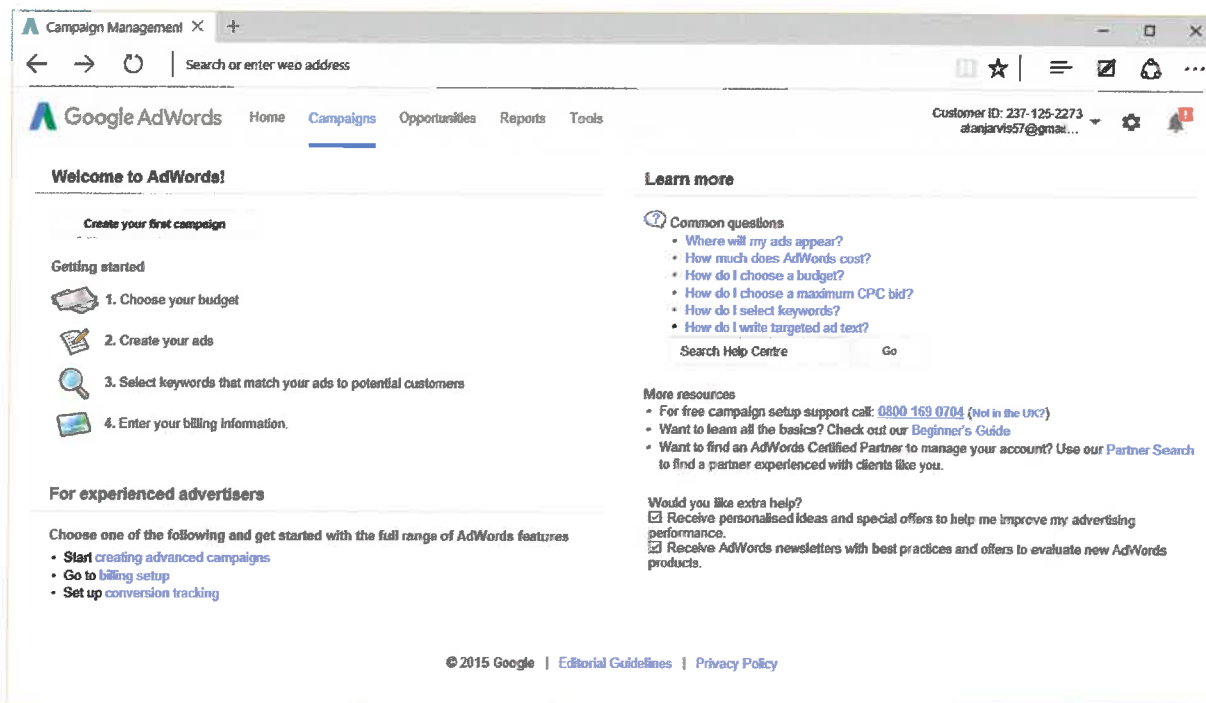 Campaign Management
Search or enter web address
Google AdWords Home Campaigns Opportunities Reports Tools
Customer ID: 237-125-2273
alanjarvis57@gmai...
Welcome to AdWords!
Create your first campaign
Getting started
1. Choose your budget
2. Create your ads
3. Select keywords that match your ads to potential customers
4. Enter your billing information.
For experienced advertisers
Choose one of the following and get started with the full range of AdWords features
• Start creating advanced campaigns
• Go to billing setup
• Set up conversion tracking
Learn more
Common questions
• Where will my ads appear?
• How much does AdWords cost?
• How do I choose a budget?
• How do I choose a maximum CPC bid?
• How do I select keywords?
• How do I write targeted ad text?
Search Help Centre Go
More resources
• For free campaign setup support call: 0800 169 0704 (Not in the UK?)
• Want to learn all the basics? Check out our Beginner's Guide
• Want to find an AdWords Certified Partner to manage your account? Use our Partner Search
to find a partner experienced with clients like you.
Would you like extra help?
Receive personalised ideas and special offers to help me improve my advertising
performance.
Receive AdWords newsletters with best practices and offers to evaluate new AdWords
products.
© 2015 Google | Editorial Guidelines | Privacy Policy